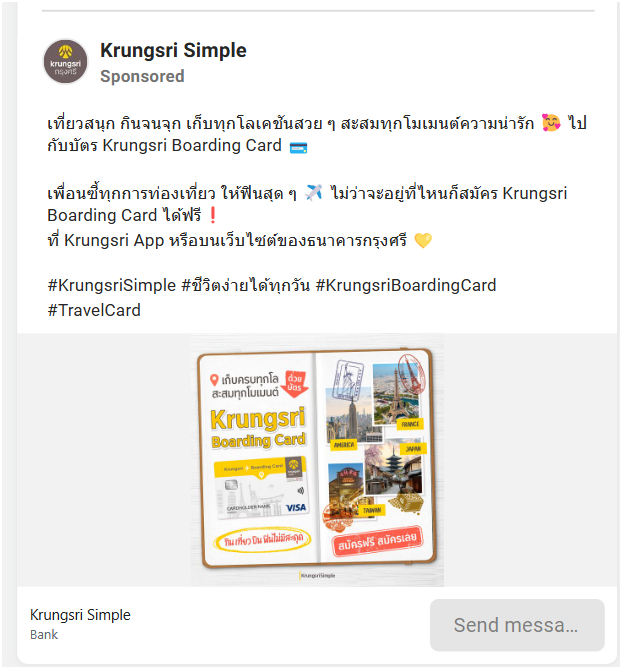 Krungsri Simple
Sponsored
เที่ยวสนุก กินจนจุก เก็บทุกโลเคชันสวย ๆ สะสมทุกโมเมนต์ความน่ารัก 🥰 ไป
กับบัตร Krungsri Boarding Card 💳
เพื่อนซี้ทุกการท่องเที่ยว ให้ฟินสุด ๆ ✈️ ไม่ว่าจะอยู่ที่ไหนก็สมัคร Krungsri
Boarding Card ได้ฟรี❗
ที่ Krungsri App หรือบนเว็บไซต์ของธนาคารกรุงศรี 💛
#KrungsriSimple #ชีวิตง่ายได้ทุกวัน #KrungsriBoardingCard
#TravelCard
krungsri
กรุงศรี
เก็บครบทุกโล
สะสมทุกโมเมนต์
ด้วยบัตร
Krungsri
Boarding Card
Krungsri Boarding Card
CARDHOLDER NAME
VISA
กิน เที่ยว บิน ฟินไม่มีสะดุด
AMERICA
FRANCE
JAPAN
TAIWAN
สมัครฟรี สมัครเลย
KrungsriSimple
Krungsri Simple
Bank
Send messa...